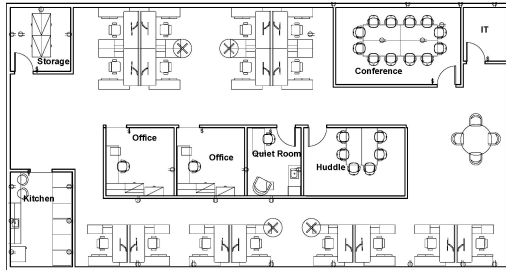 IT
Storage
Conference
Office
Office
Quiet Room
Huddle
Kitchen